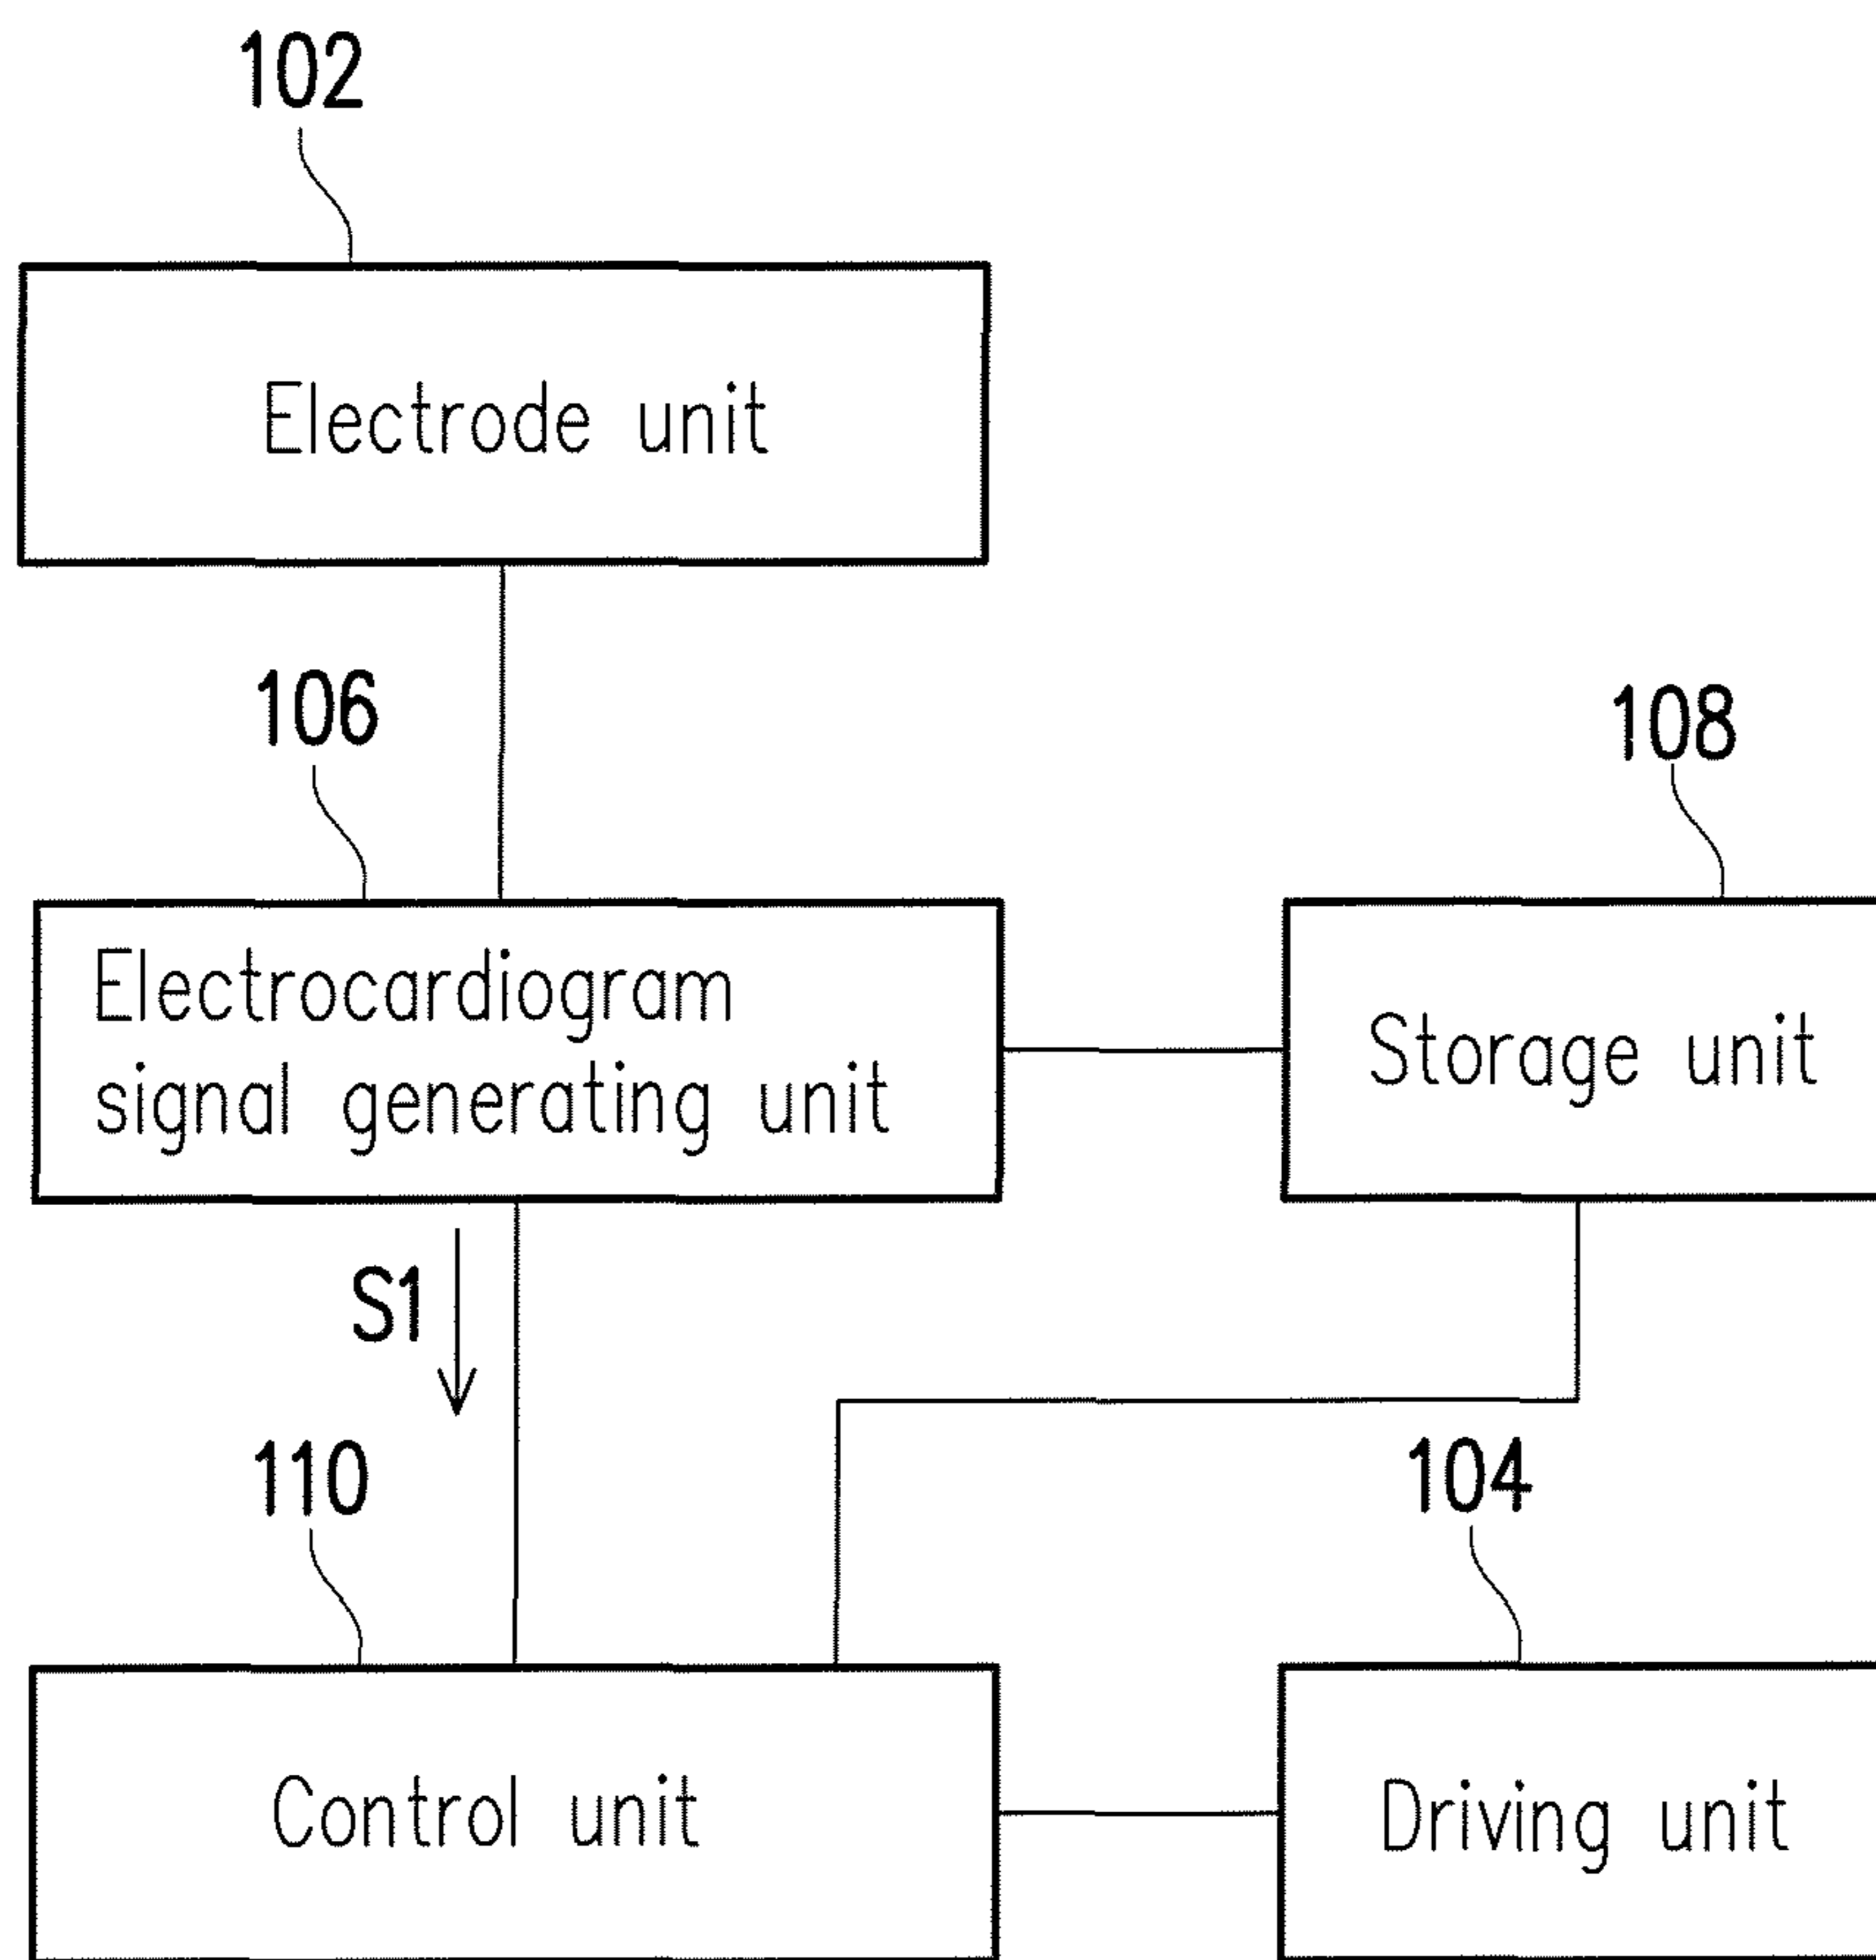 102
Electrode unit
106
108
Electrocardiogram
signal generating unit
Storage unit
S1
110
104
Control unit
Driving unit